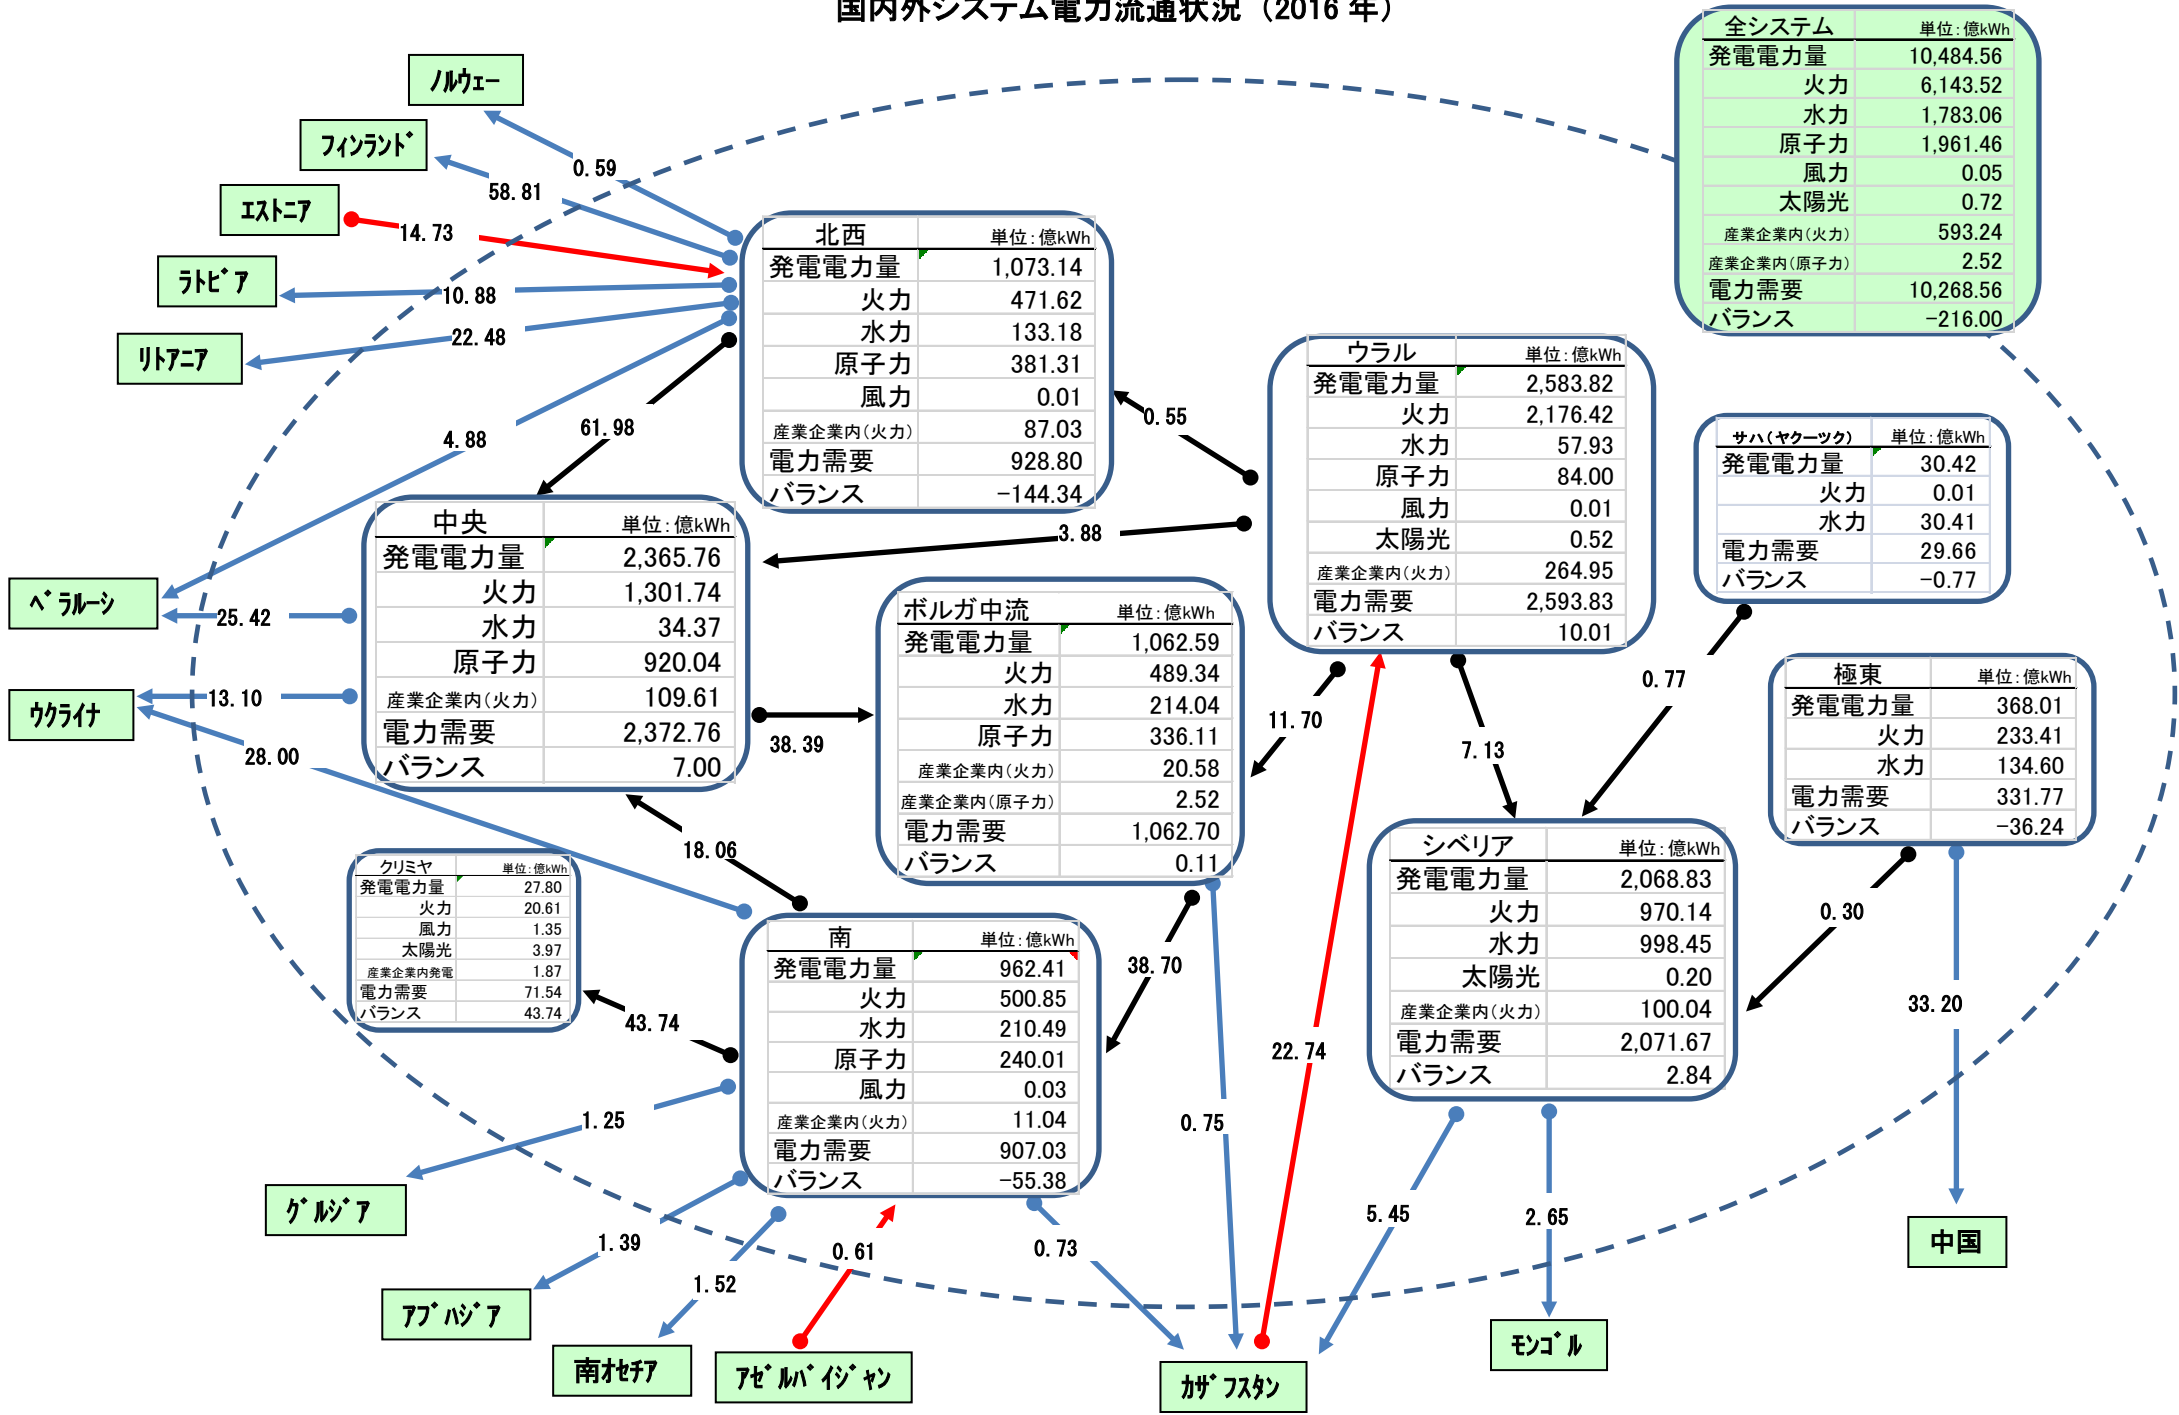 国内外システム電力流通状況（2016 年）
全システム 単位：億kWh
発電電力量 10,484.56
火力 6,143.52
水力 1,783.06
原子力 1,961.46
風力 0.05
太陽光 0.72
産業企業内（火力） 593.24
産業企業内（原子力） 2.52
電力需要 10,268.56
バランス −216.00
ﾉﾙｳｪｰ
0.59
ﾌｨﾝﾗﾝﾄﾞ
58.81
ｴｽﾄﾆｱ
14.73
ﾗﾄﾋﾞｱ
10.88
ﾘﾄｱﾆｱ
22.48
4.88
61.98
北西 単位：億kWh
発電電力量 1,073.14
火力 471.62
水力 133.18
原子力 381.31
風力 0.01
産業企業内（火力） 87.03
電力需要 928.80
バランス −144.34
0.55
3.88
ウラル 単位：億kWh
発電電力量 2,583.82
火力 2,176.42
水力 57.93
原子力 84.00
風力 0.01
太陽光 0.52
産業企業内（火力） 264.95
電力需要 2,593.83
バランス 10.01
サハ（ヤクーツク） 単位：億kWh
発電電力量 30.42
火力 0.01
水力 30.41
電力需要 29.66
バランス −0.77
中央 単位：億kWh
発電電力量 2,365.76
火力 1,301.74
水力 34.37
原子力 920.04
産業企業内（火力） 109.61
電力需要 2,372.76
バランス 7.00
ﾍﾞﾗﾙｰｼ
25.42
ｳｸﾗｲﾅ
13.10
28.00
38.39
18.06
ボルガ中流 単位：億kWh
発電電力量 1,062.59
火力 489.34
水力 214.04
原子力 336.11
産業企業内（火力） 20.58
産業企業内（原子力） 2.52
電力需要 1,062.70
バランス 0.11
11.70
7.13
0.77
極東 単位：億kWh
発電電力量 368.01
火力 233.41
水力 134.60
電力需要 331.77
バランス −36.24
0.30
33.20
クリミヤ 単位：億kWh
発電電力量 27.80
火力 20.61
風力 1.35
太陽光 3.97
産業企業内発電 1.87
電力需要 71.54
バランス 43.74
43.74
南 単位：億kWh
発電電力量 962.41
火力 500.85
水力 210.49
原子力 240.01
風力 0.03
産業企業内（火力） 11.04
電力需要 907.03
バランス −55.38
38.70
シベリア 単位：億kWh
発電電力量 2,068.83
火力 970.14
水力 998.45
太陽光 0.20
産業企業内（火力） 100.04
電力需要 2,071.67
バランス 2.84
22.74
0.75
1.25
1.39
1.52
0.61
0.73
5.45
2.65
ｸﾞﾙｼﾞｱ
ｱﾌﾞﾊｼﾞｱ
南ｵｾﾁｱ
ｱｾﾞﾙﾊﾞｲｼﾞｬﾝ
ｶｻﾞﾌｽﾀﾝ
ﾓﾝｺﾞﾙ
中国